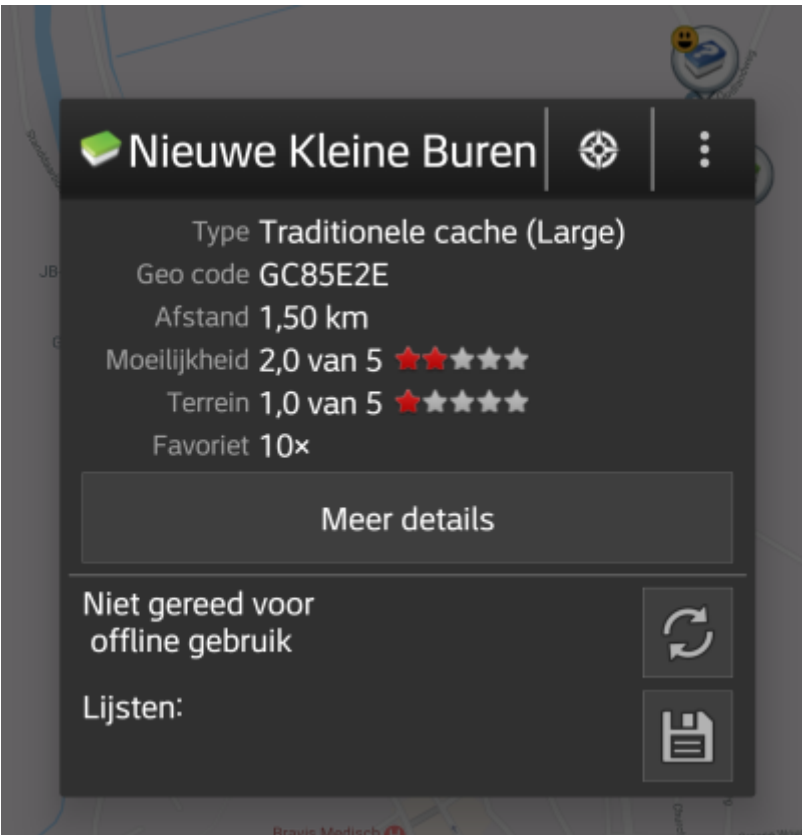 Nieuwe Kleine Buren
Type Traditionele cache (Large)
Geo code GC85E2E
Afstand 1,50 km
Moeilijkheid 2,0 van 5
Terrein 1,0 van 5
Favoriet 10×
Meer details
Niet gereed voor
offline gebruik
Lijsten:
JB-
G
Bravis Medisch